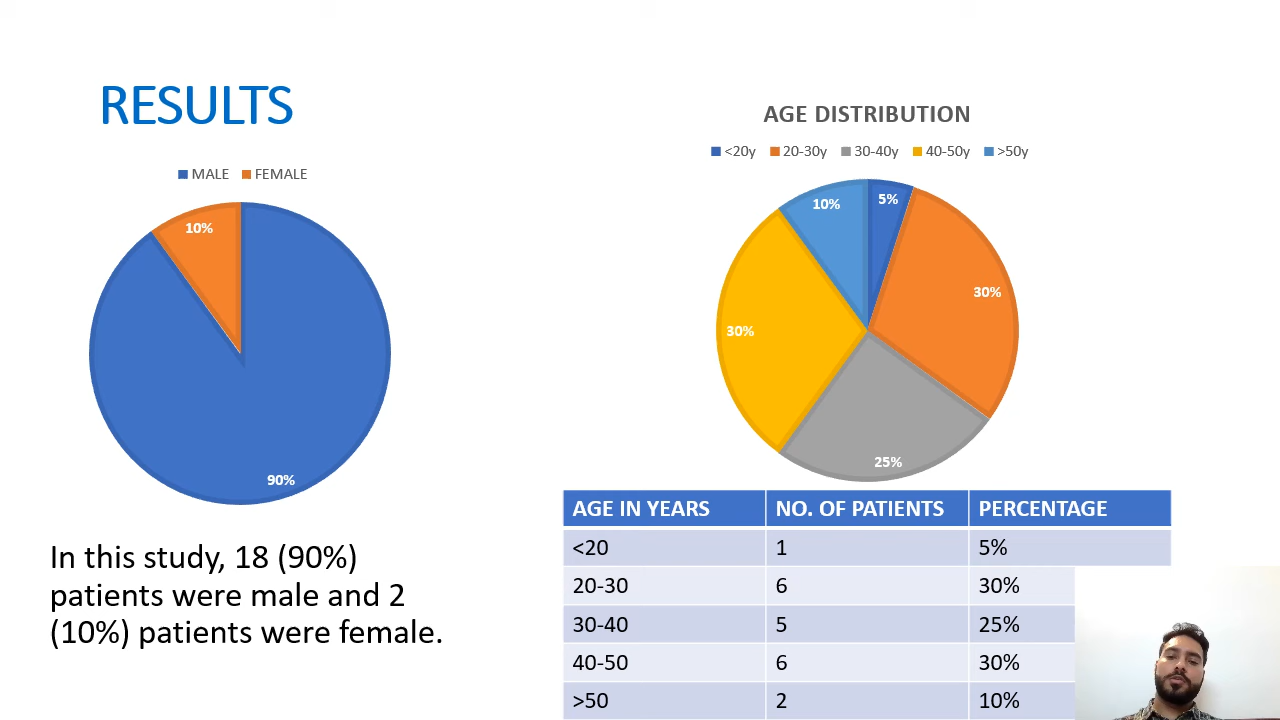 RESULTS
MALE FEMALE
10%
90%
In this study, 18 (90%)
patients were male and 2
(10%) patients were female.
AGE DISTRIBUTION
<20y 20-30y 30-40y 40-50y >50y
10% 5%
30%
30%
25%
AGE IN YEARS NO. OF PATIENTS PERCENTAGE
<20 1 5%
20-30 6 30%
30-40 5 25%
40-50 6 30%
>50 2 10%